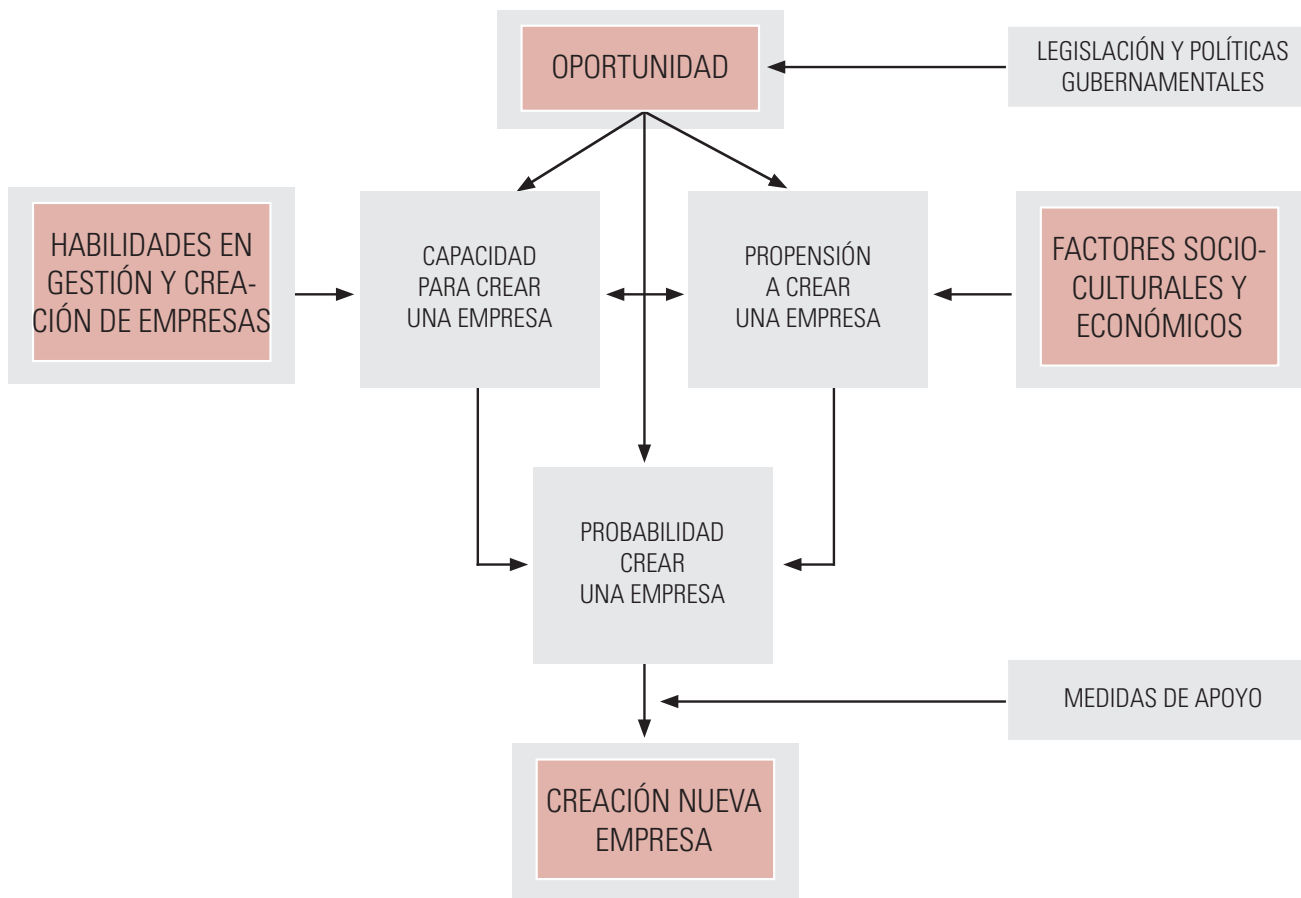 OPORTUNIDAD
LEGISLACIÓN Y POLÍTICAS
GUBERNAMENTALES
HABILIDADES EN
GESTIÓN Y CREA-
CIÓN DE EMPRESAS
CAPACIDAD
PARA CREAR
UNA EMPRESA
PROPENSIÓN
A CREAR
UNA EMPRESA
FACTORES SOCIO-
CULTURALES Y
ECONÓMICOS
PROBABILIDAD
CREAR
UNA EMPRESA
MEDIDAS DE APOYO
CREACIÓN NUEVA
EMPRESA